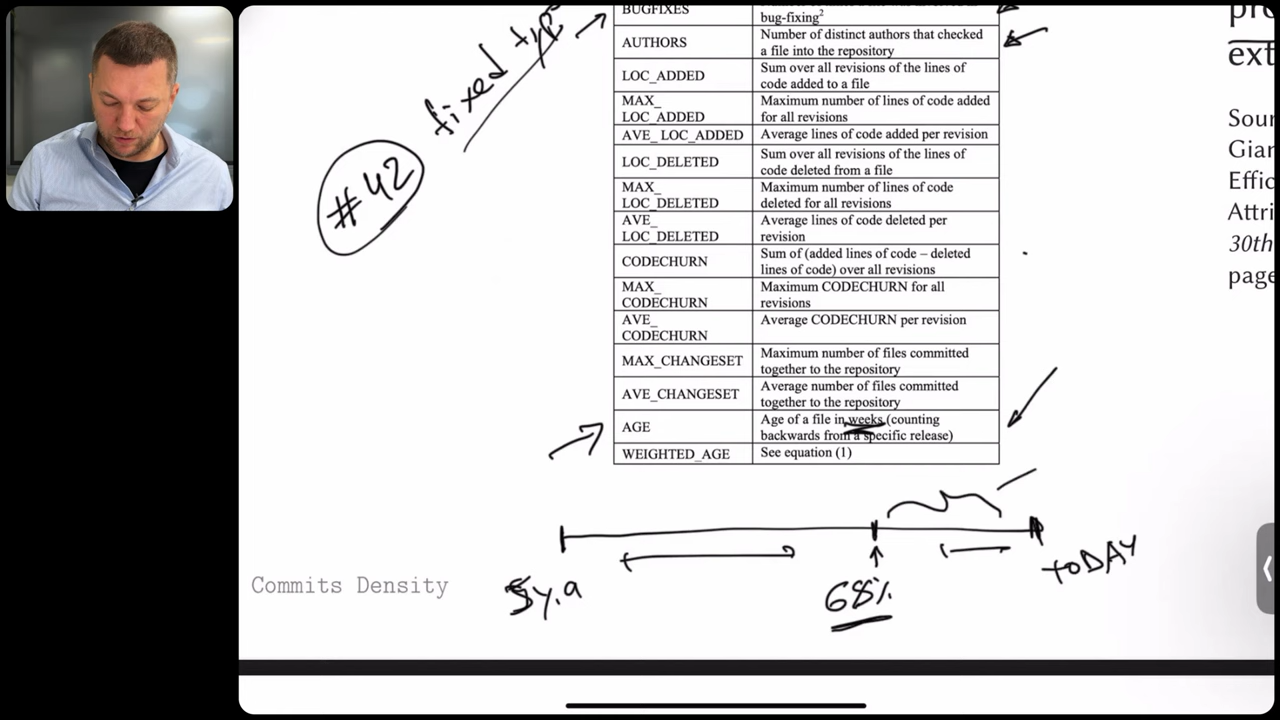 BUGFIXES
bug-fixing2
AUTHORS
Number of distinct authors that checked
a file into the repository
LOC_ADDED
Sum over all revisions of the lines of
code added to a file
MAX_
LOC_ADDED
Maximum number of lines of code added
for all revisions
AVE_ LOC_ADDED
Average lines of code added per revision
LOC_DELETED
Sum over all revisions of the lines of
code deleted from a file
MAX_
LOC_DELETED
Maximum number of lines of code
deleted for all revisions
AVE_
LOC_DELETED
Average lines of code deleted per
revision
CODECHURN
Sum of (added lines of code – deleted
lines of code) over all revisions
MAX_
CODECHURN
Maximum CODECHURN for all
revisions
AVE_
CODECHURN
Average CODECHURN per revision
MAX_CHANGESET
Maximum number of files committed
together to the repository
AVE_CHANGESET
Average number of files committed
together to the repository
AGE
Age of a file in weeks (counting
backwards from a specific release)
WEIGHTED_AGE
See equation (1)
fixed
#42
5y.a
68%
TODAY
Commits Density
pro
ext
Sour
Gian
Effic
Attri
30th
page